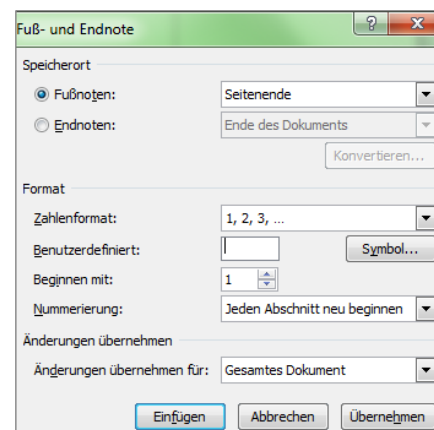 Fuß- und Endnote
Speicherort
Fußnoten: Seitenende
Endnoten: Ende des Dokuments
Konvertieren...
Format
Zahlenformat: 1, 2, 3, ...
Benutzerdefiniert: Symbol...
Beginnen mit: 1
Nummerierung: Jeden Abschnitt neu beginnen
Änderungen übernehmen
Änderungen übernehmen für: Gesamtes Dokument
Einfügen Abbrechen Übernehmen